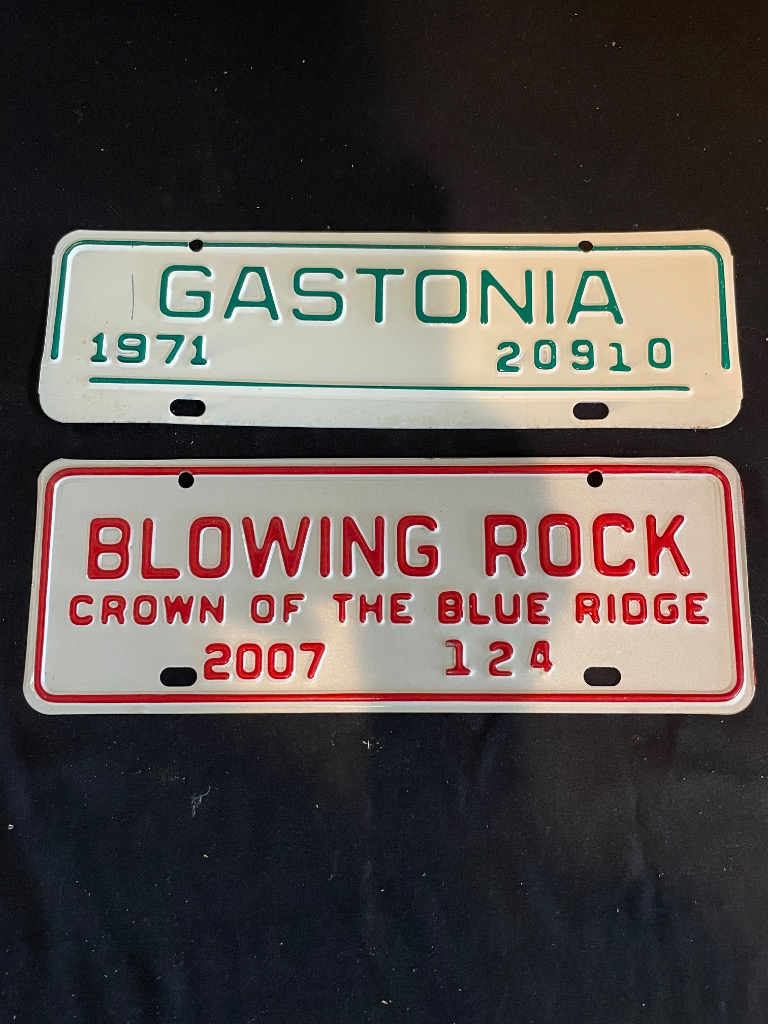 GASTONIA
1971 20910
BLOWING ROCK
CROWN OF THE BLUE RIDGE
2007 124